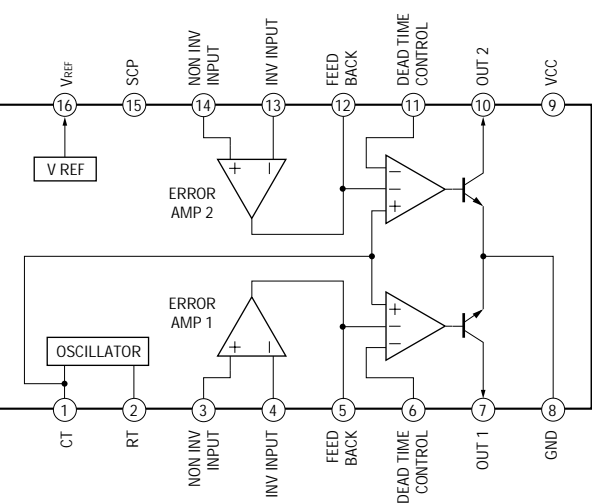 VREF
SCP
NON INV
INPUT
INV INPUT
FEED
BACK
DEAD TIME
CONTROL
OUT 2
VCC
16
15
14
13
12
11
10
9
V REF
+
−
ERROR
AMP 2
−
−
+
ERROR
AMP 1
+
−
−
OSCILLATOR
+
−
1
2
3
4
5
6
7
8
CT
RT
NON INV
INPUT
INV INPUT
FEED
BACK
DEAD TIME
CONTROL
OUT 1
GND